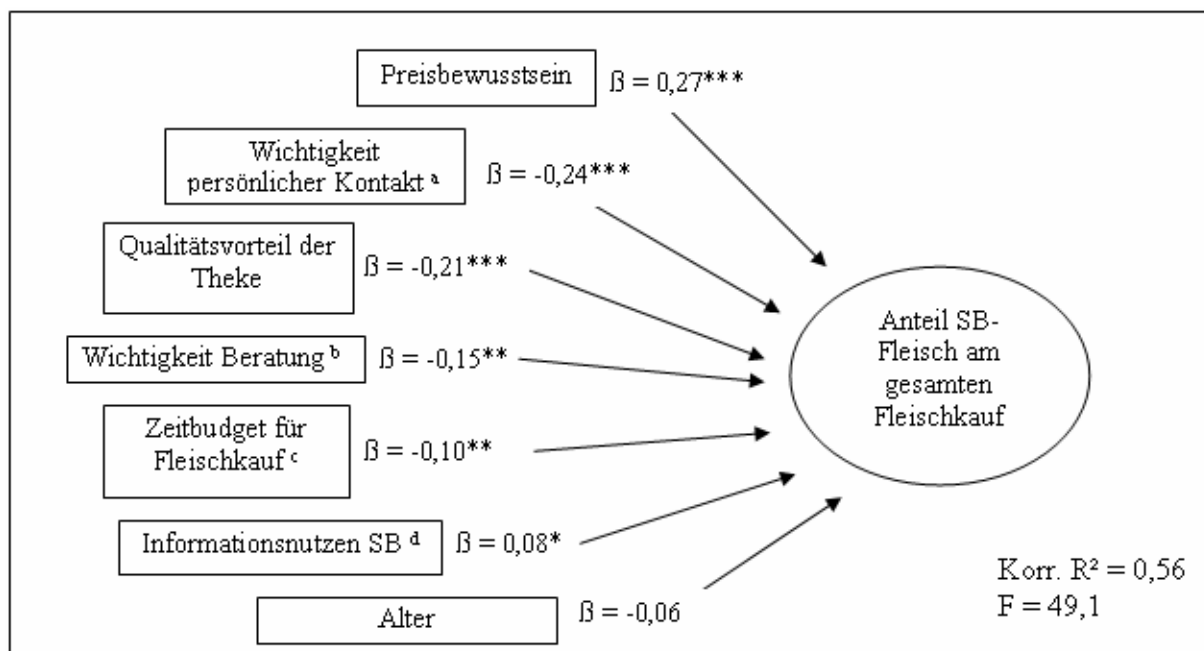 Preisbewusstsein
ß = 0,27***
Wichtigkeit
persönlicher Kontakt ᵃ
ß = -0,24***
Qualitätsvorteil der
Theke
ß = -0,21***
Wichtigkeit Beratung ᵇ
ß = -0,15**
Zeitbudget für
Fleischkauf ᶜ
ß = -0,10**
Informationsnutzen SB ᵈ
ß = 0,08*
Alter
ß = -0,06
Anteil SB-
Fleisch am
gesamten
Fleischkauf
Korr. R² = 0,56
F = 49,1